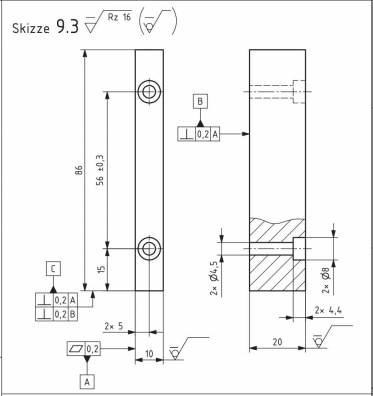 Skizze 9.3 Rz 16
B
⊥ 0,2 A
86
56 ±0,3
15
C
⊥ 0,2 A
⊥ 0,2 B
2× 5
⏥ 0,2
10
A
2× Ø4,5
2× Ø8
2× 4,4
20